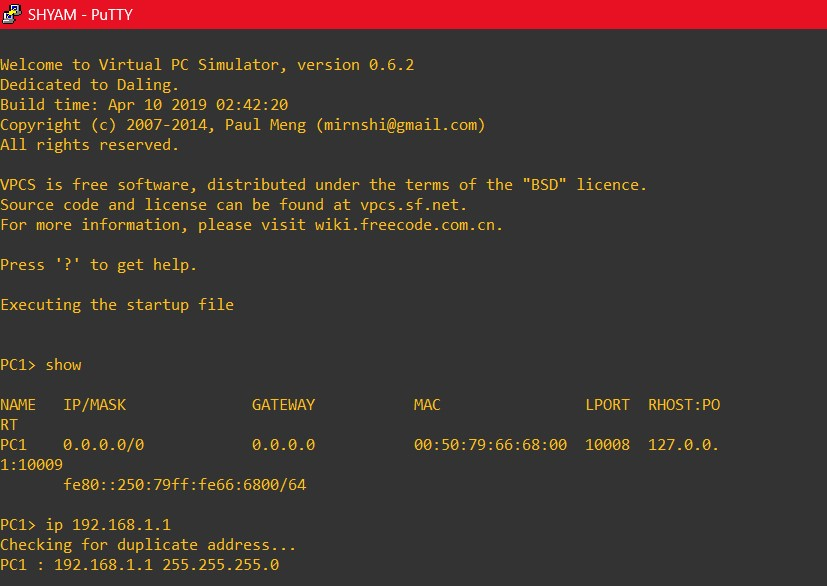 SHYAM - PuTTY
Welcome to Virtual PC Simulator, version 0.6.2
Dedicated to Daling.
Build time: Apr 10 2019 02:42:20
Copyright (c) 2007-2014, Paul Meng (mirnshi@gmail.com)
All rights reserved.
VPCS is free software, distributed under the terms of the "BSD" licence.
Source code and license can be found at vpcs.sf.net.
For more information, please visit wiki.freecode.com.cn.
Press '?' to get help.
Executing the startup file
PC1> show
NAME   IP/MASK              GATEWAY           MAC                LPORT  RHOST:PO
RT
PC1    0.0.0.0/0            0.0.0.0           00:50:79:66:68:00  10008  127.0.0.
1:10009
       fe80::250:79ff:fe66:6800/64
PC1> ip 192.168.1.1
Checking for duplicate address...
PC1 : 192.168.1.1 255.255.255.0